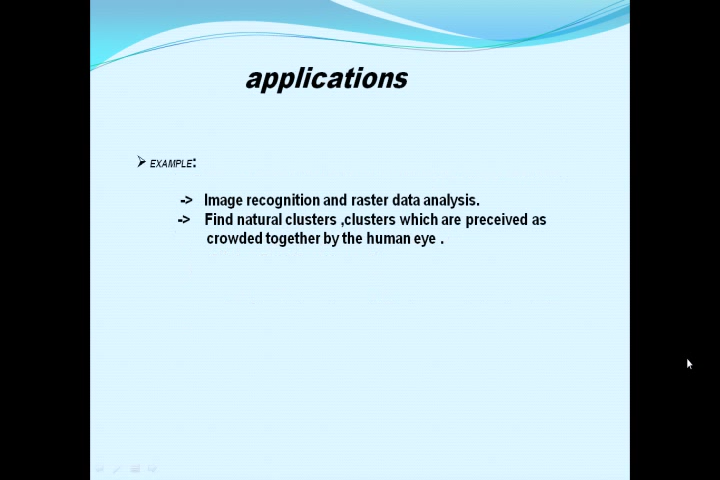 applications
➢ EXAMPLE:
-> Image recognition and raster data analysis.
-> Find natural clusters ,clusters which are preceived as
crowded together by the human eye .